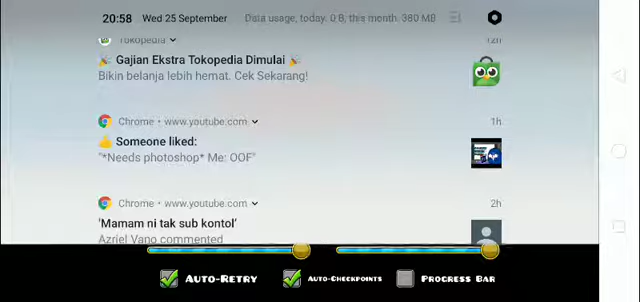 20:58 Wed 25 September Data usage, today. 0 B, this month. 380 MB
Tokopedia 12h
Gajian Ekstra Tokopedia Dimulai
Bikin belanja lebih hemat. Cek Sekarang!
Chrome • www.youtube.com 1h
Someone liked:
"*Needs photoshop* Me: OOF"
Chrome • www.youtube.com 2h
'Mamam ni tak sub kontol'
Azriel Vano commented
AUTO-RETRY AUTO-CHECKPOINTS PROGRESS BAR